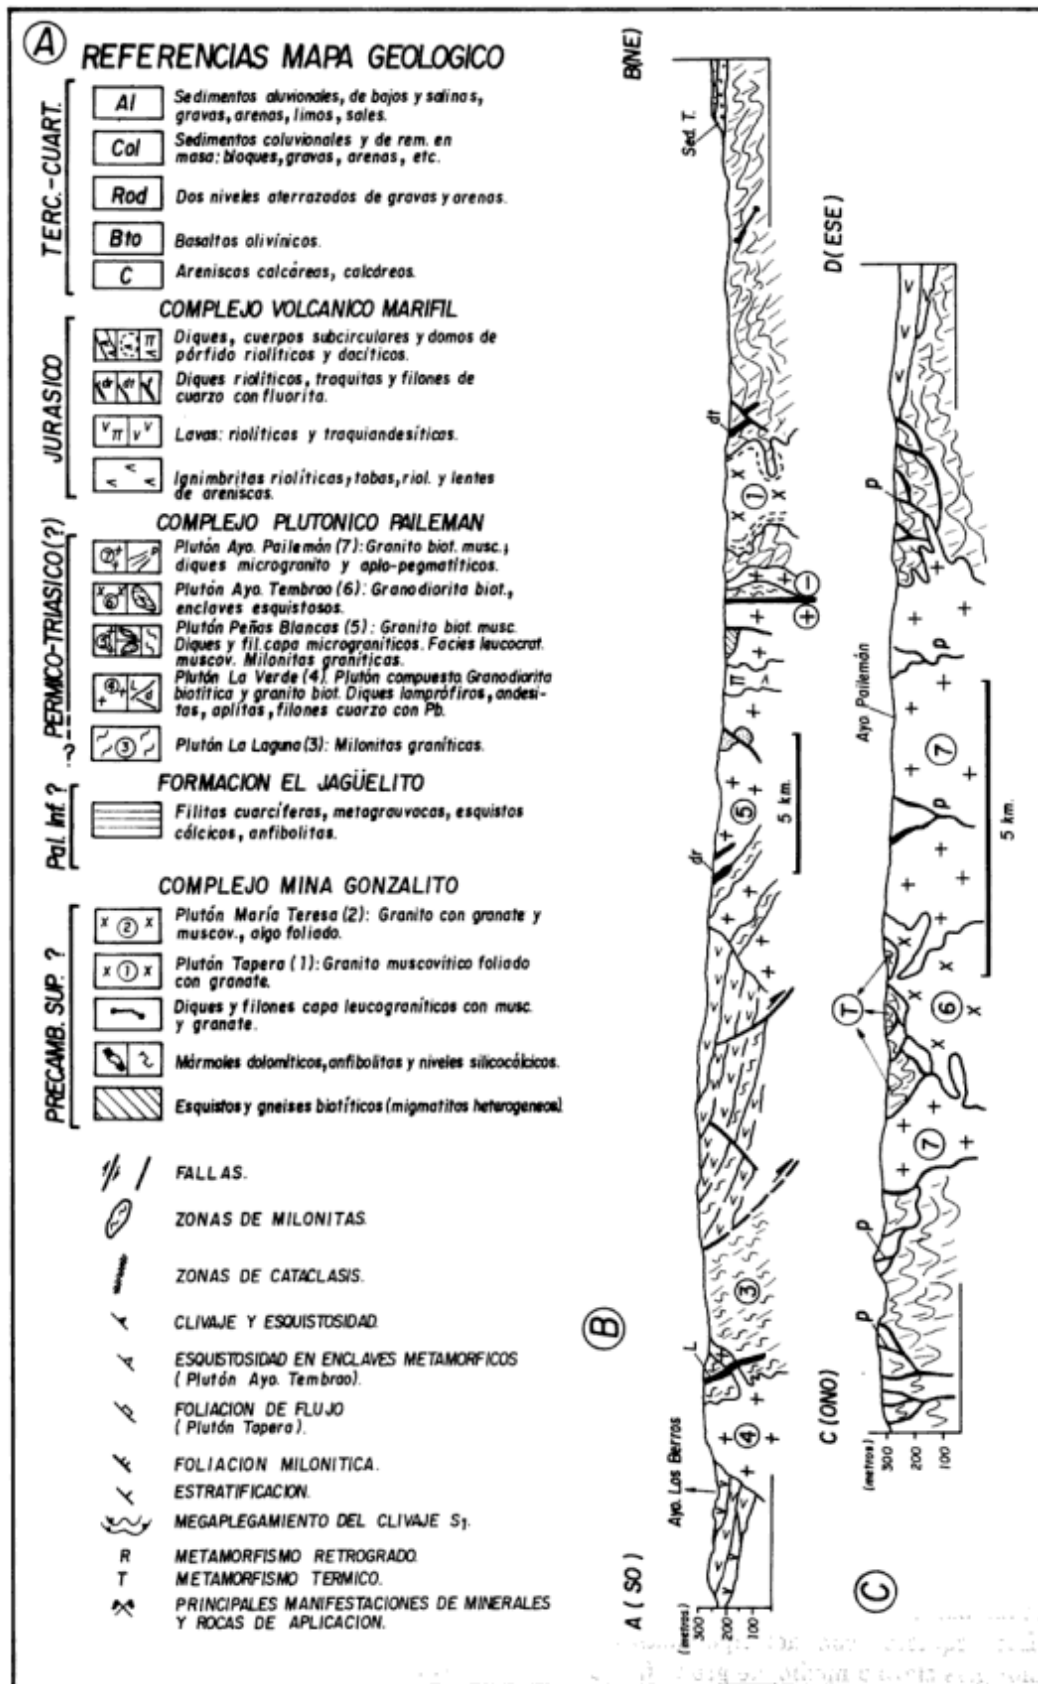 A
REFERENCIAS MAPA GEOLOGICO
TERC.-CUART.
Al
Sedimentos aluvionales, de bajos y salinas,
gravas, arenas, limos, sales.
Col
Sedimentos coluvionales y de rem. en
masa: bloques, gravas, arenas, etc.
Rod
Dos niveles aterrazados de gravas y arenas.
Bto
Basaltos olivínicos.
C
Areniscas calcáreas, calcáreos.
JURASICO
COMPLEJO VOLCANICO MARIFIL
Diques, cuerpos subcirculares y domos de
pórfido riolíticos y dacíticos.
dr dt f
Diques riolíticos, traquitas y filones de
cuarzo con fluorita.
Lavas: riolíticas y traquiandesíticas.
Ignimbritas riolíticas, tobas, riol. y lentes
de areniscas.
PERMICO-TRIASICO (?)
?
COMPLEJO PLUTONICO PAILEMAN
7 P
Plutón Ayo. Pailemán (7): Granito biot. musc.;
diques microgranito y aplo-pegmatíticos.
6
Plutón Ayo. Tembrao (6): Granodiorita biot.,
enclaves esquistosos.
5
Plutón Peñas Blancas (5): Granito biot. musc.
Diques y fil. capa microgranıticos. Facies leucocrat.
muscov. Milonitas graníticas.
4 L d
Plutón La Verde (4). Plutón compuesto. Granodiorita
biotítica y granito biot. Diques lamprófiros, andesi-
tas, aplitas, filones cuarzo con Pb.
3
Plutón La Laguna (3): Milonitas graníticas.
Pal. Inf. ?
FORMACION EL JAGÜELITO
Filitas cuarcíferas, metagrauvacas, esquistos
cálcicos, anfibolitas.
PRECAMB. SUP. ?
COMPLEJO MINA GONZALITO
x 2 x
Plutón María Teresa (2): Granito con granate y
muscov., algo foliado.
x 1 x
Plutón Tapera (1): Granito muscovítico foliado
con granate.
Diques y filones capa leucograníticos con musc.
y granate.
Mármoles dolomíticos, anfibolitas y niveles silicocálcicos.
Esquistos y gneises biotíticos (migmatitas heterogeneas).
FALLAS.
ZONAS DE MILONITAS.
ZONAS DE CATACLASIS.
CLIVAJE Y ESQUISTOSIDAD.
ESQUISTOSIDAD EN ENCLAVES METAMORFICOS
(Plutón Ayo. Tembrao).
FOLIACION DE FLUJO
(Plutón Tapera).
FOLIACION MILONITICA.
ESTRATIFICACION.
MEGAPLEGAMIENTO DEL CLIVAJE S1.
R METAMORFISMO RETROGRADO.
T METAMORFISMO TERMICO.
PRINCIPALES MANIFESTACIONES DE MINERALES
Y ROCAS DE APLICACION.
B
A (SO)
(metros)
300
200
100
Ayo. Los Berros
4
L
3
dr
5
5 km.
1
dt
Sed. T.
B(NE)
C
C (ONO)
(metros)
300
200
100
P
P
7
T
6
P
7
Ayo Pailemán
P
5 km.
P
D(ESE)